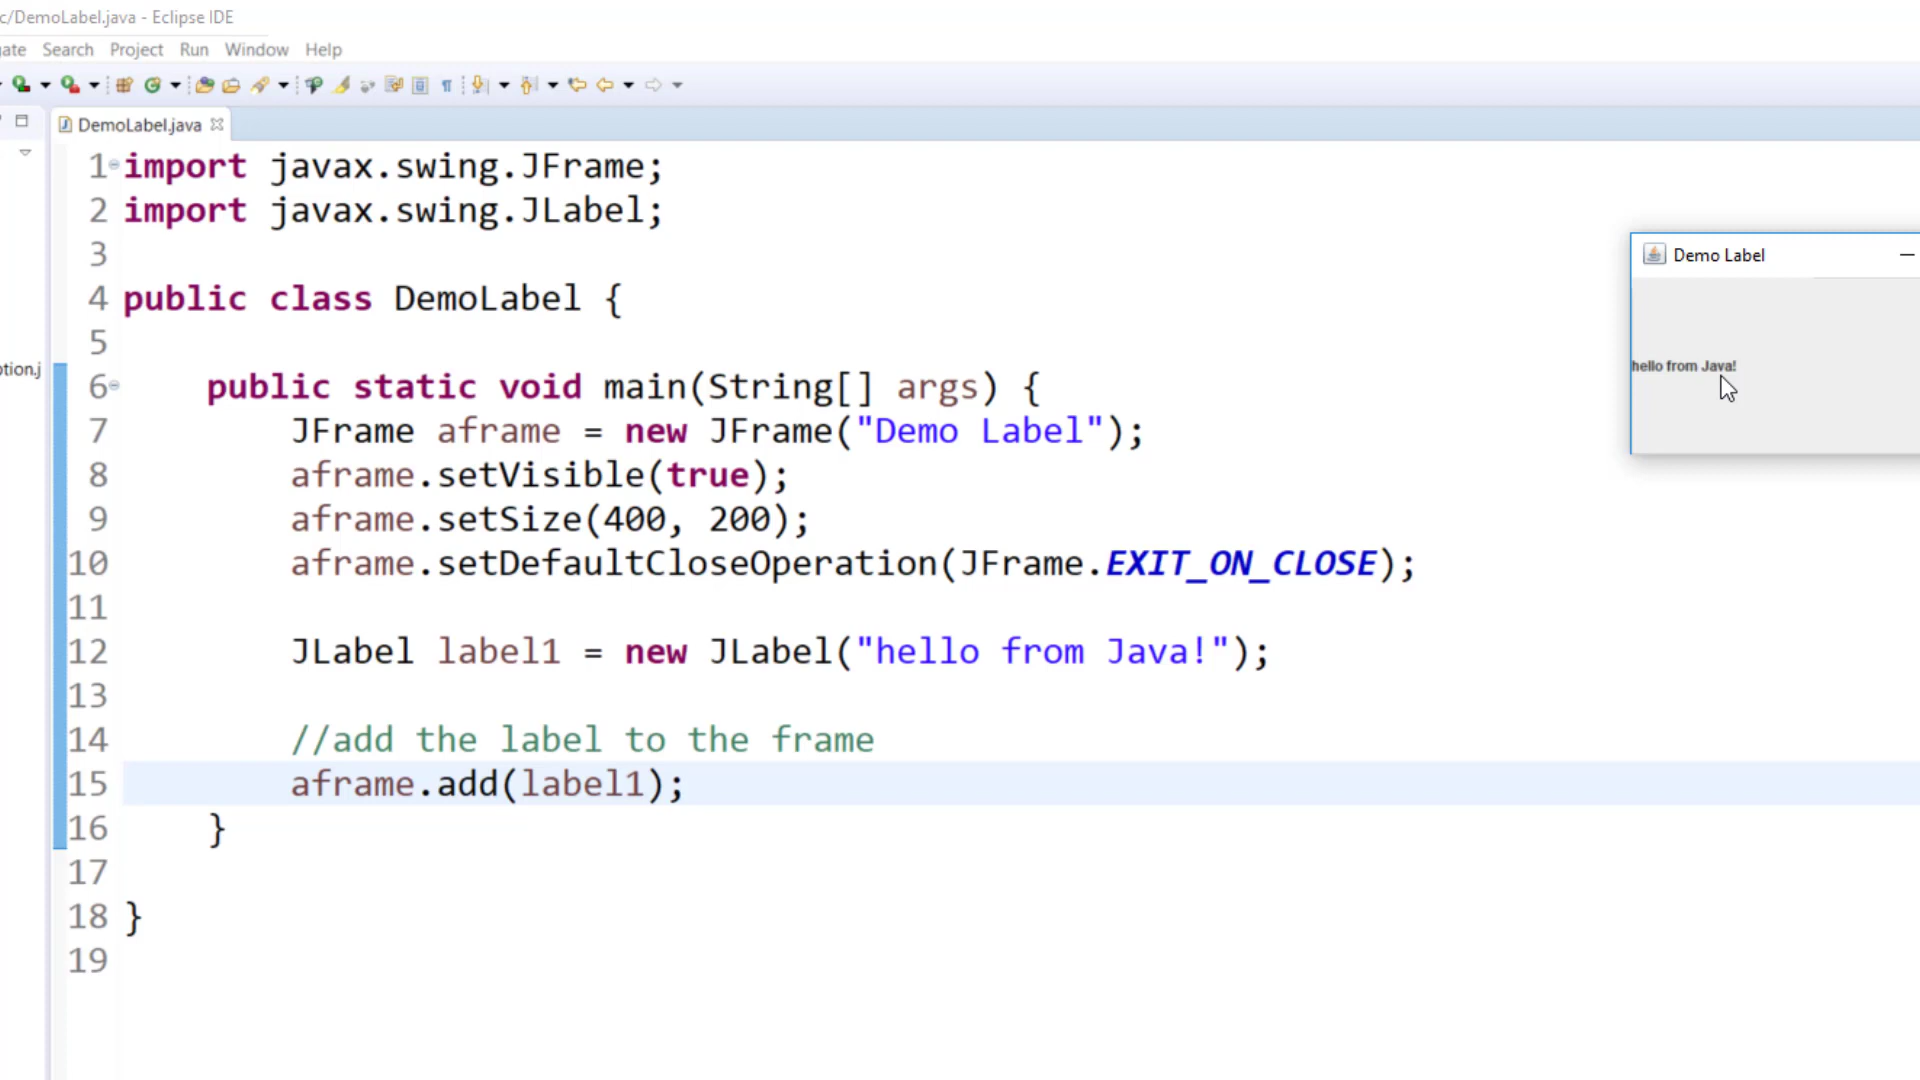 c/DemoLabel.java - Eclipse IDE
gate Search Project Run Window Help
DemoLabel.java
1 import javax.swing.JFrame;
2 import javax.swing.JLabel;
3
4 public class DemoLabel {
5
6 public static void main(String[] args) {
7 JFrame aframe = new JFrame("Demo Label");
8 aframe.setVisible(true);
9 aframe.setSize(400, 200);
10 aframe.setDefaultCloseOperation(JFrame.EXIT_ON_CLOSE);
11
12 JLabel label1 = new JLabel("hello from Java!");
13
14 //add the label to the frame
15 aframe.add(label1);
16 }
17
18 }
19
ption.j
Demo Label
hello from Java!